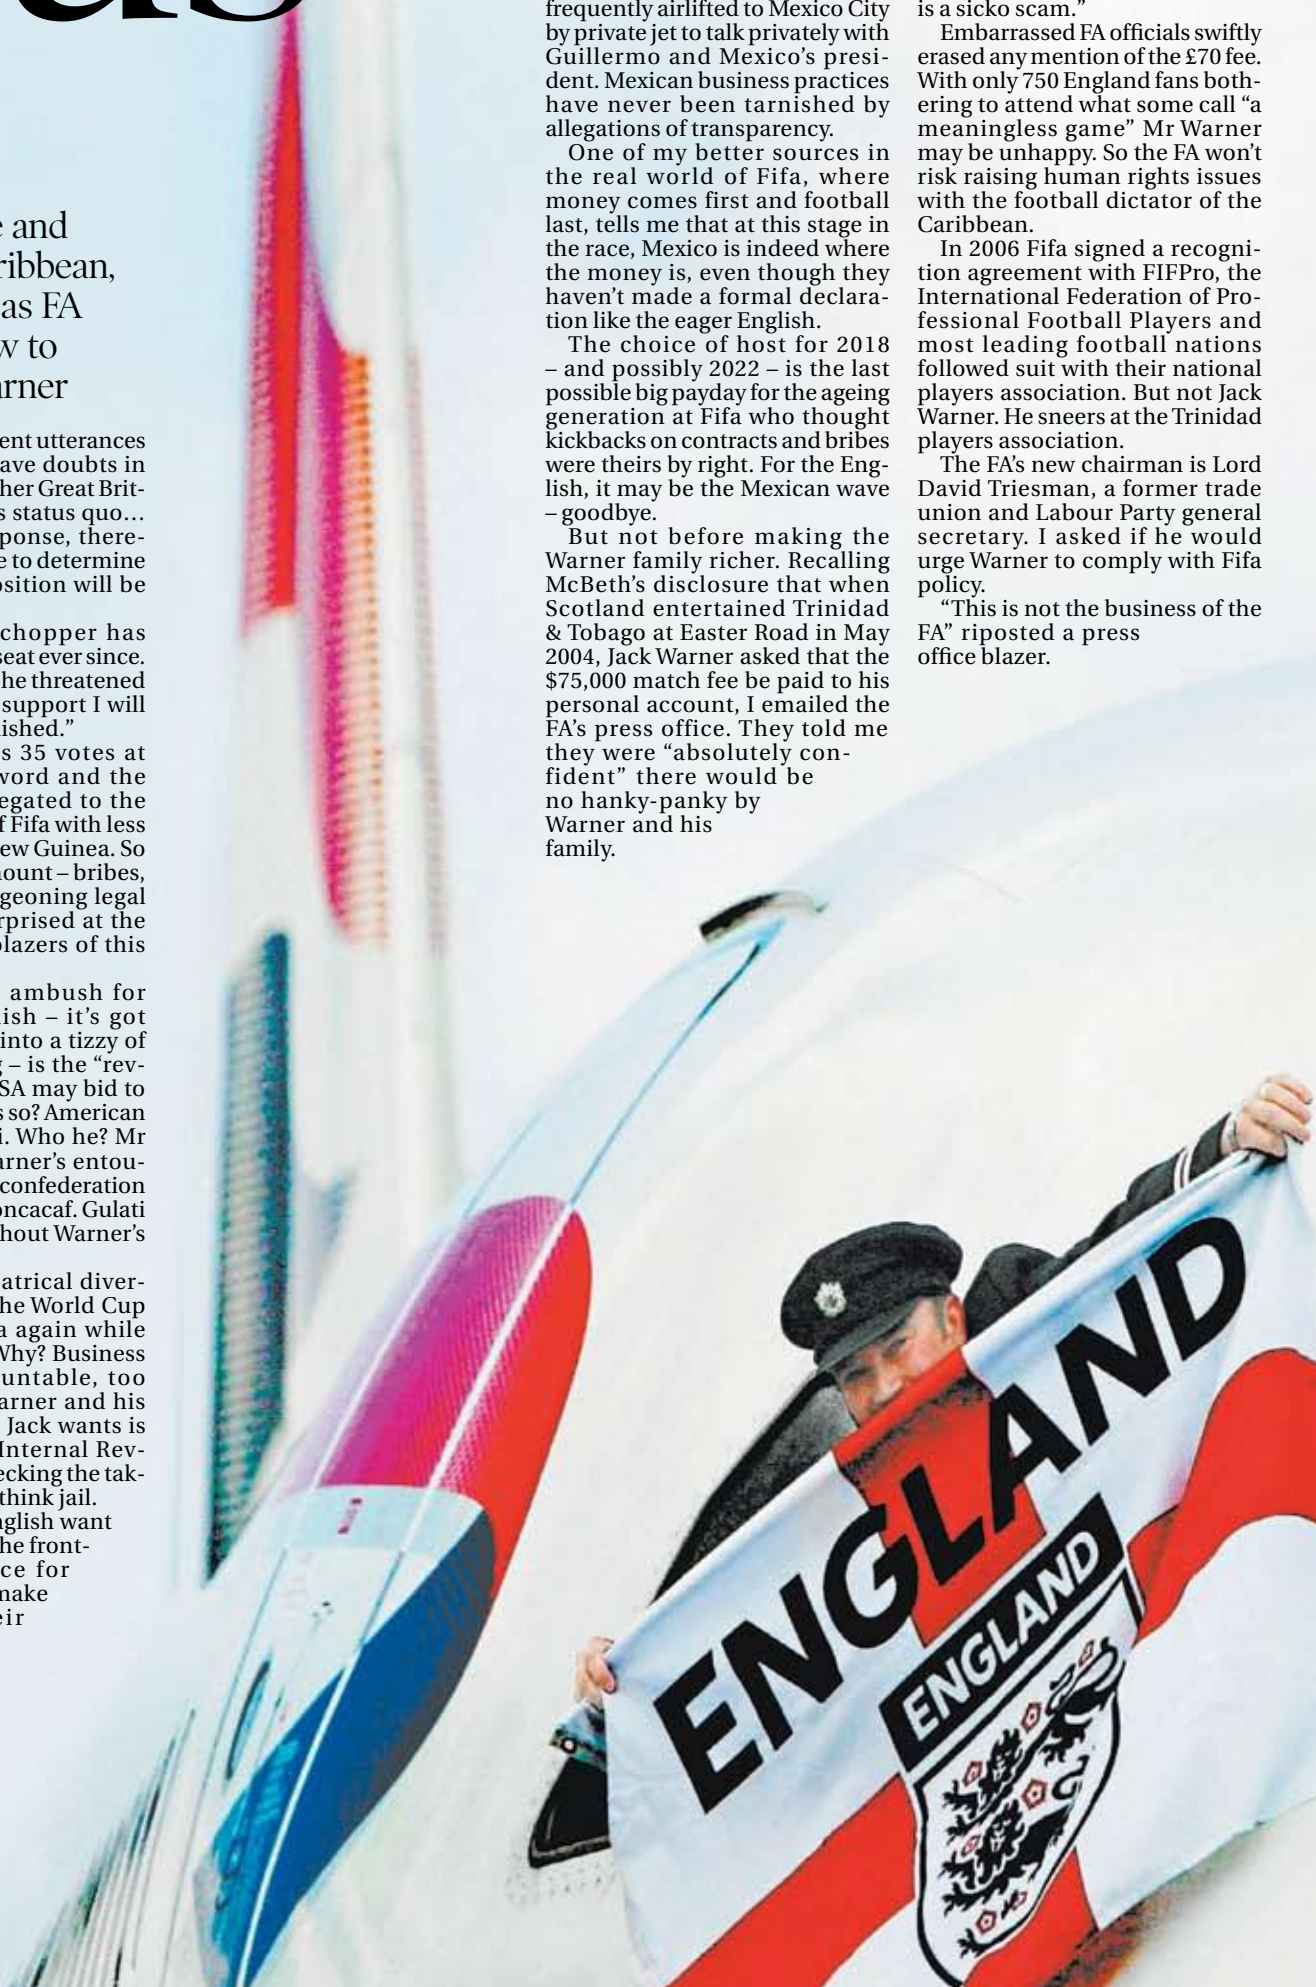 e and
ribbean,
as FA
w to
arner
ent utterances
ave doubts in
her Great Brit-
s status quo…
ponse, there-
e to determine
osition will be
chopper has
seat ever since.
he threatened
support I will
ished.”
s 35 votes at
word and the
egated to the
f Fifa with less
ew Guinea. So
nount – bribes,
geoning legal
rprised at the
blazers of this
ambush for
ish – it’s got
into a tizzy of
g – is the “rev-
SA may bid to
s so? American
i. Who he? Mr
arner’s entou-
confederation
oncacaf. Gulati
hout Warner’s
atrical diver-
he World Cup
a again while
Why? Business
untable, too
arner and his
Jack wants is
Internal Rev-
ecking the tak-
think jail.
nglish want
he front-
ce for
make
eir
frequently airlifted to Mexico City
by private jet to talk privately with
Guillermo and Mexico’s presi-
dent. Mexican business practices
have never been tarnished by
allegations of transparency.
One of my better sources in
the real world of Fifa, where
money comes first and football
last, tells me that at this stage in
the race, Mexico is indeed where
the money is, even though they
haven’t made a formal declara-
tion like the eager English.
The choice of host for 2018
– and possibly 2022 – is the last
possible big payday for the ageing
generation at Fifa who thought
kickbacks on contracts and bribes
were theirs by right. For the Eng-
lish, it may be the Mexican wave
– goodbye.
But not before making the
Warner family richer. Recalling
McBeth’s disclosure that when
Scotland entertained Trinidad
& Tobago at Easter Road in May
2004, Jack Warner asked that the
$75,000 match fee be paid to his
personal account, I emailed the
FA’s press office. They told me
they were “absolutely con-
fident” there would be
no hanky-panky by
Warner and his
family.
is a sicko scam.”
Embarrassed FA officials swiftly
erased any mention of the £70 fee.
With only 750 England fans both-
ering to attend what some call “a
meaningless game” Mr Warner
may be unhappy. So the FA won’t
risk raising human rights issues
with the football dictator of the
Caribbean.
In 2006 Fifa signed a recogni-
tion agreement with FIFPro, the
International Federation of Pro-
fessional Football Players and
most leading football nations
followed suit with their national
players association. But not Jack
Warner. He sneers at the Trinidad
players association.
The FA’s new chairman is Lord
David Triesman, a former trade
union and Labour Party general
secretary. I asked if he would
urge Warner to comply with Fifa
policy.
“This is not the business of the
FA” riposted a press
office blazer.
ENGLAND
ENGLAND